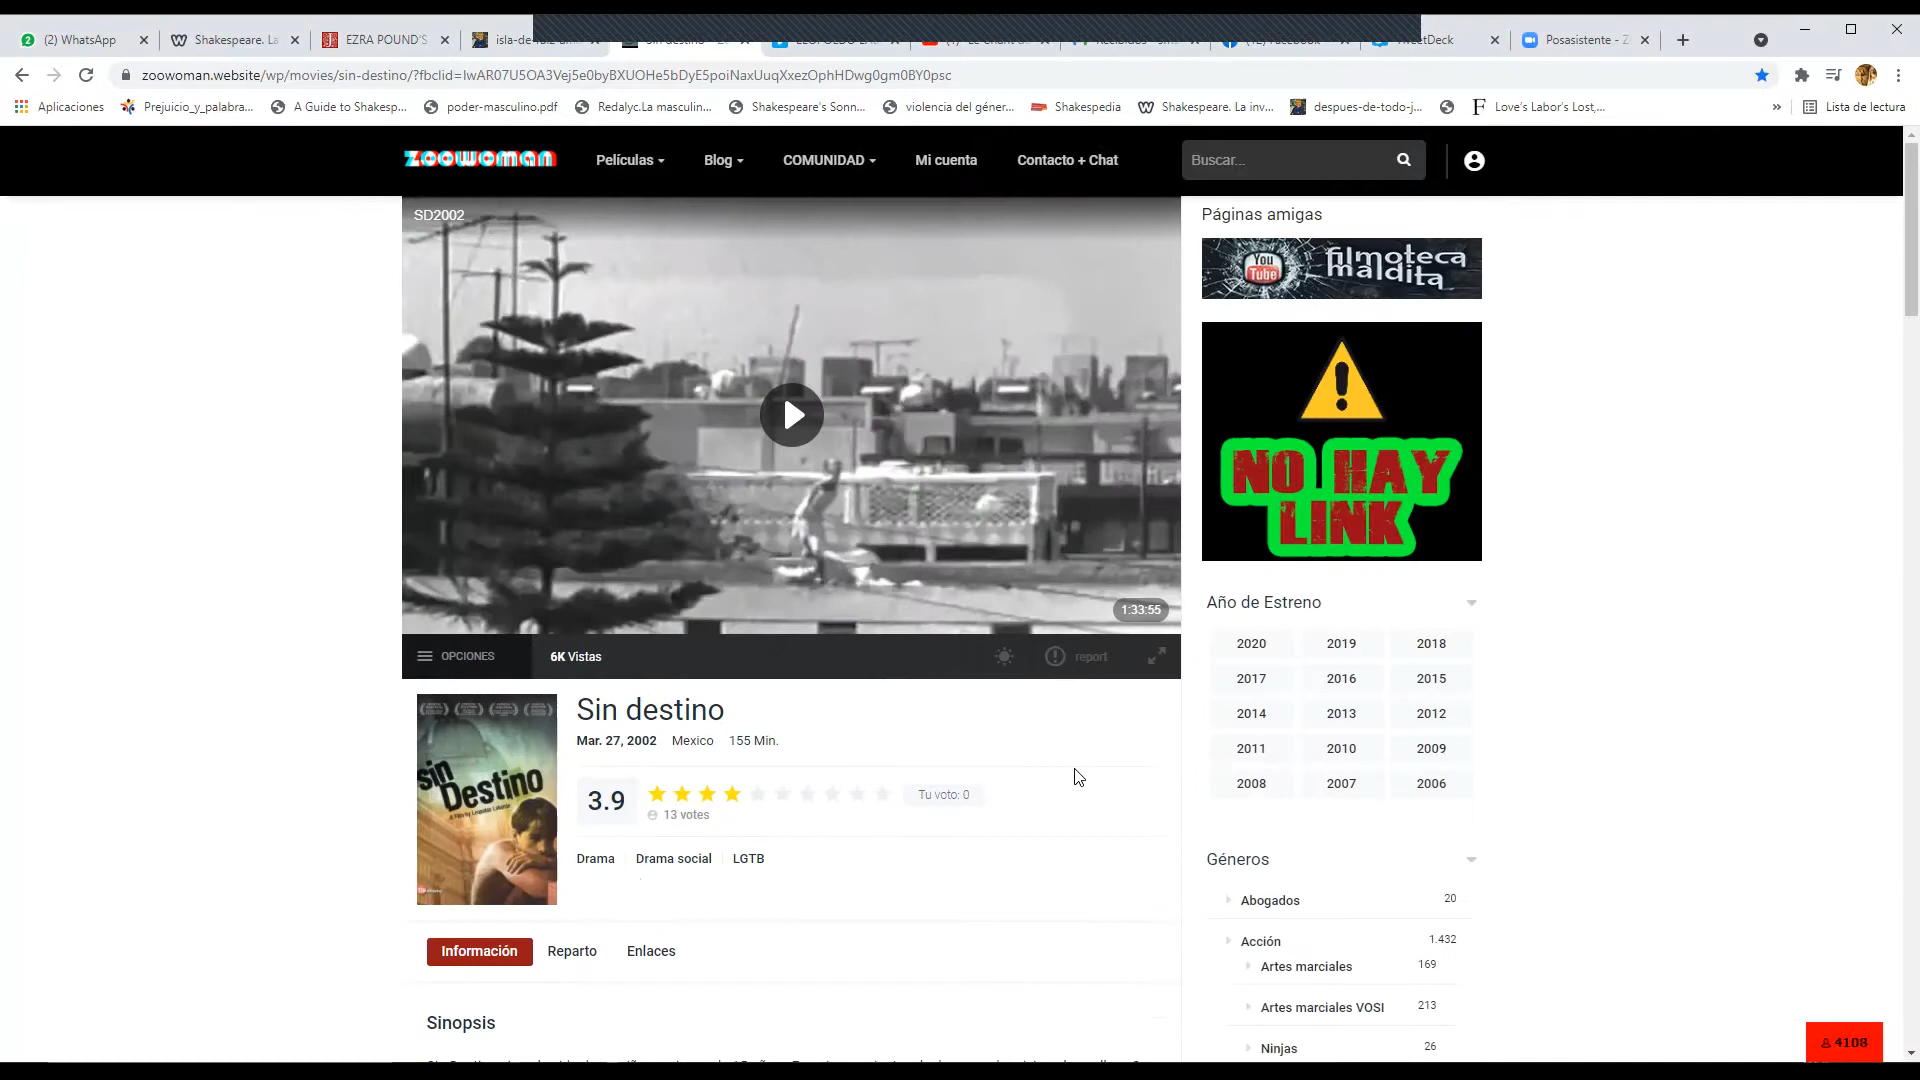 (2) WhatsApp
Shakespeare. La
EZRA POUND'S
TweetDeck
Posasistente - Z
zoowoman.website/wp/movies/sin-destino/?fbclid=IwAR07U5OA3Vej5e0byBXUOHe5bDyE5poiNaxUuqXxezOphHDwg0gm0BY0psc
Aplicaciones
Prejuicio_y_palabra...
A Guide to Shakesp...
poder-masculino.pdf
Redalyc.La masculin...
Shakespeare's Sonn...
violencia del géner...
Shakespedia
Shakespeare. La inv...
despues-de-todo-j...
Love's Labor's Lost,...
»
Lista de lectura
zoowoman
Películas
Blog
COMUNIDAD
Mi cuenta
Contacto + Chat
Buscar...
SD2002
1:33:55
OPCIONES
6K Vistas
report
sin Destino
Sin destino
Mar. 27, 2002 Mexico 155 Min.
3.9
Tu voto: 0
13 votes
Drama
Drama social
LGTB
Información
Reparto
Enlaces
Sinopsis
Páginas amigas
You Tube
filmoteca maldita
NO HAY
LINK
Año de Estreno
2020 2019 2018
2017 2016 2015
2014 2013 2012
2011 2010 2009
2008 2007 2006
Géneros
Abogados 20
Acción 1.432
Artes marciales 169
Artes marciales VOSI 213
Ninjas 26
4108